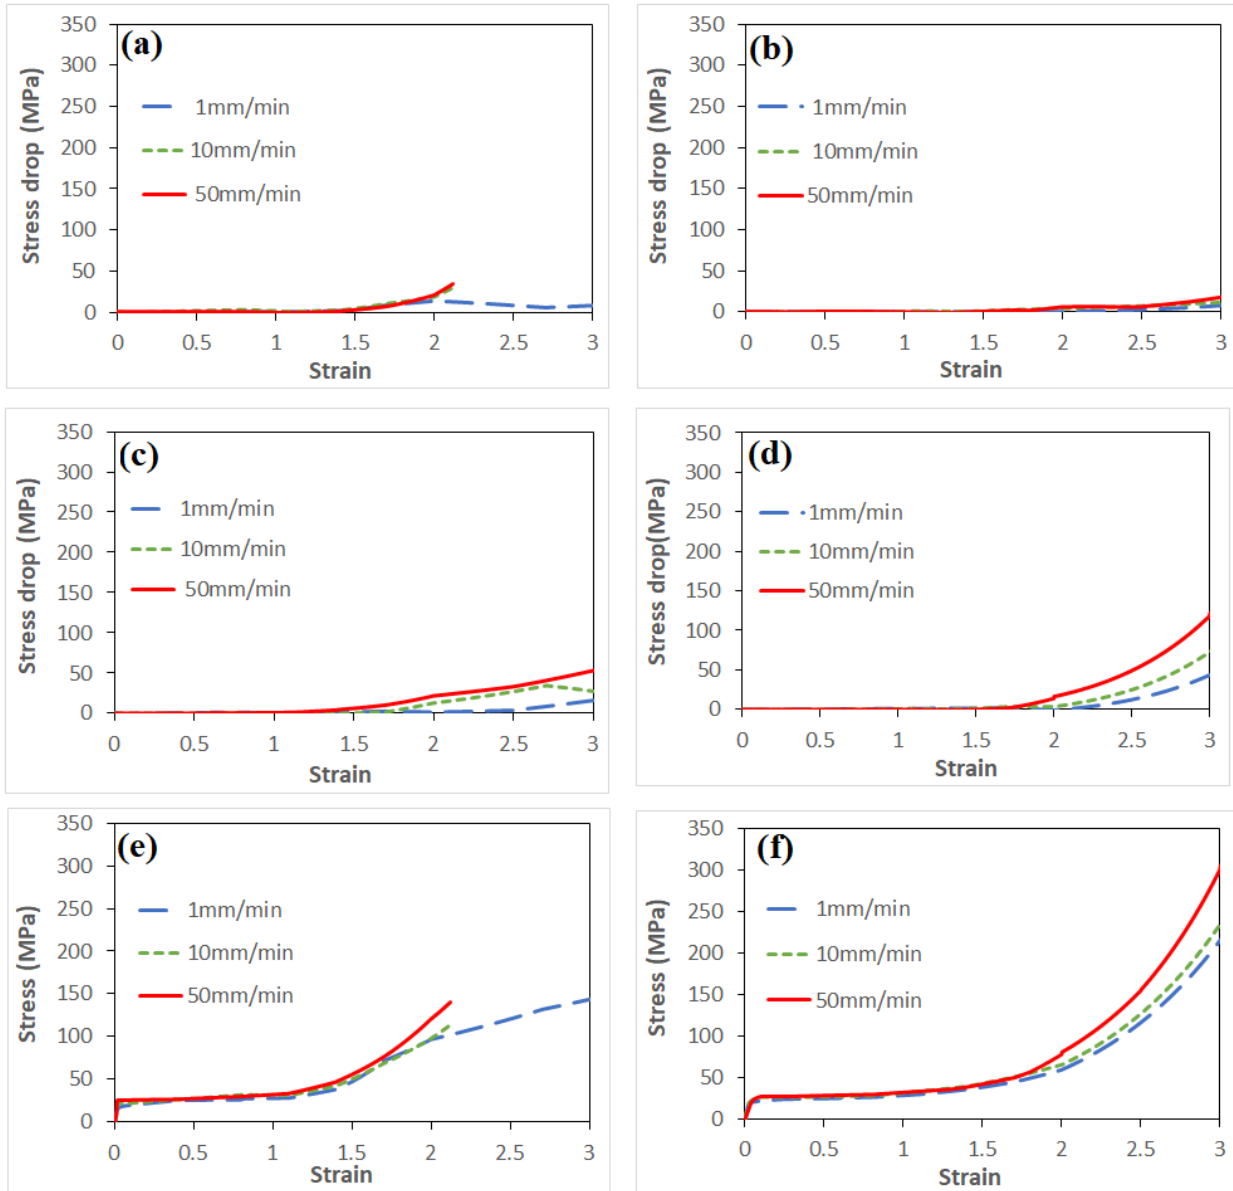 (a)
Stress drop (MPa)
350
300
250
200
150
100
50
0
1mm/min
10mm/min
50mm/min
0 0.5 1 1.5 2 2.5 3
Strain
(b)
Stress drop (MPa)
350
300
250
200
150
100
50
0
1mm/min
10mm/min
50mm/min
0 0.5 1 1.5 2 2.5 3
Strain
(c)
Stress drop (MPa)
350
300
250
200
150
100
50
0
1mm/min
10mm/min
50mm/min
0 0.5 1 1.5 2 2.5 3
Strain
(d)
Stress drop(MPa)
350
300
250
200
150
100
50
0
1mm/min
10mm/min
50mm/min
0 0.5 1 1.5 2 2.5 3
Strain
(e)
Stress (MPa)
350
300
250
200
150
100
50
0
1mm/min
10mm/min
50mm/min
0 0.5 1 1.5 2 2.5 3
Strain
(f)
Stress (MPa)
350
300
250
200
150
100
50
0
1mm/min
10mm/min
50mm/min
0 0.5 1 1.5 2 2.5 3
Strain